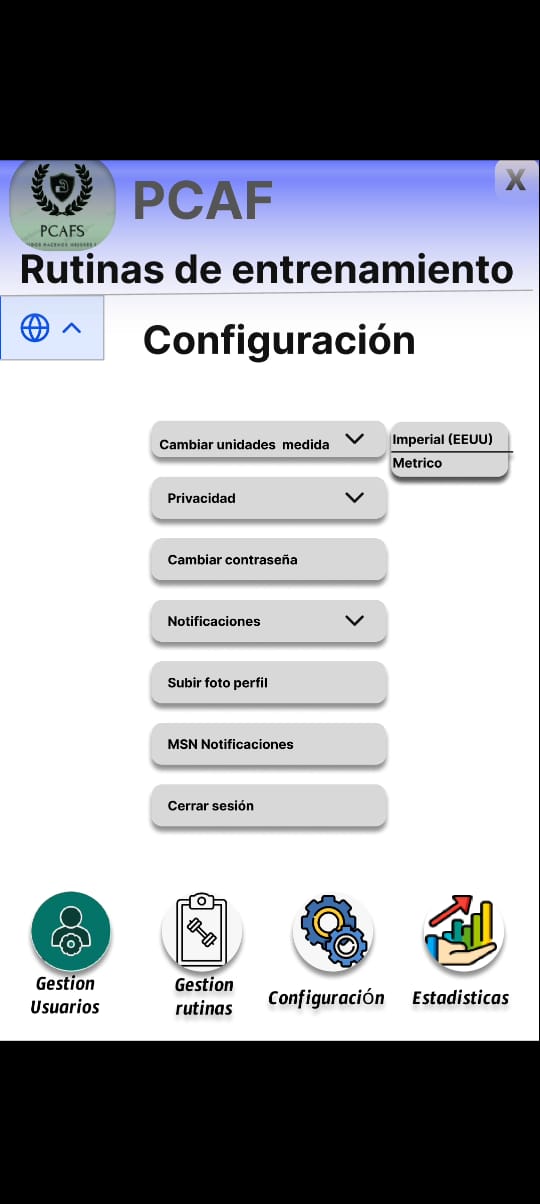 PCAF
X
PCAFS
Rutinas de entrenamiento
Configuración
Cambiar unidades medida
Imperial (EEUU)
Metrico
Privacidad
Cambiar contraseña
Notificaciones
Subir foto perfil
MSN Notificaciones
Cerrar sesión
Gestion
Usuarios
Gestion
rutinas
Configuración
Estadisticas